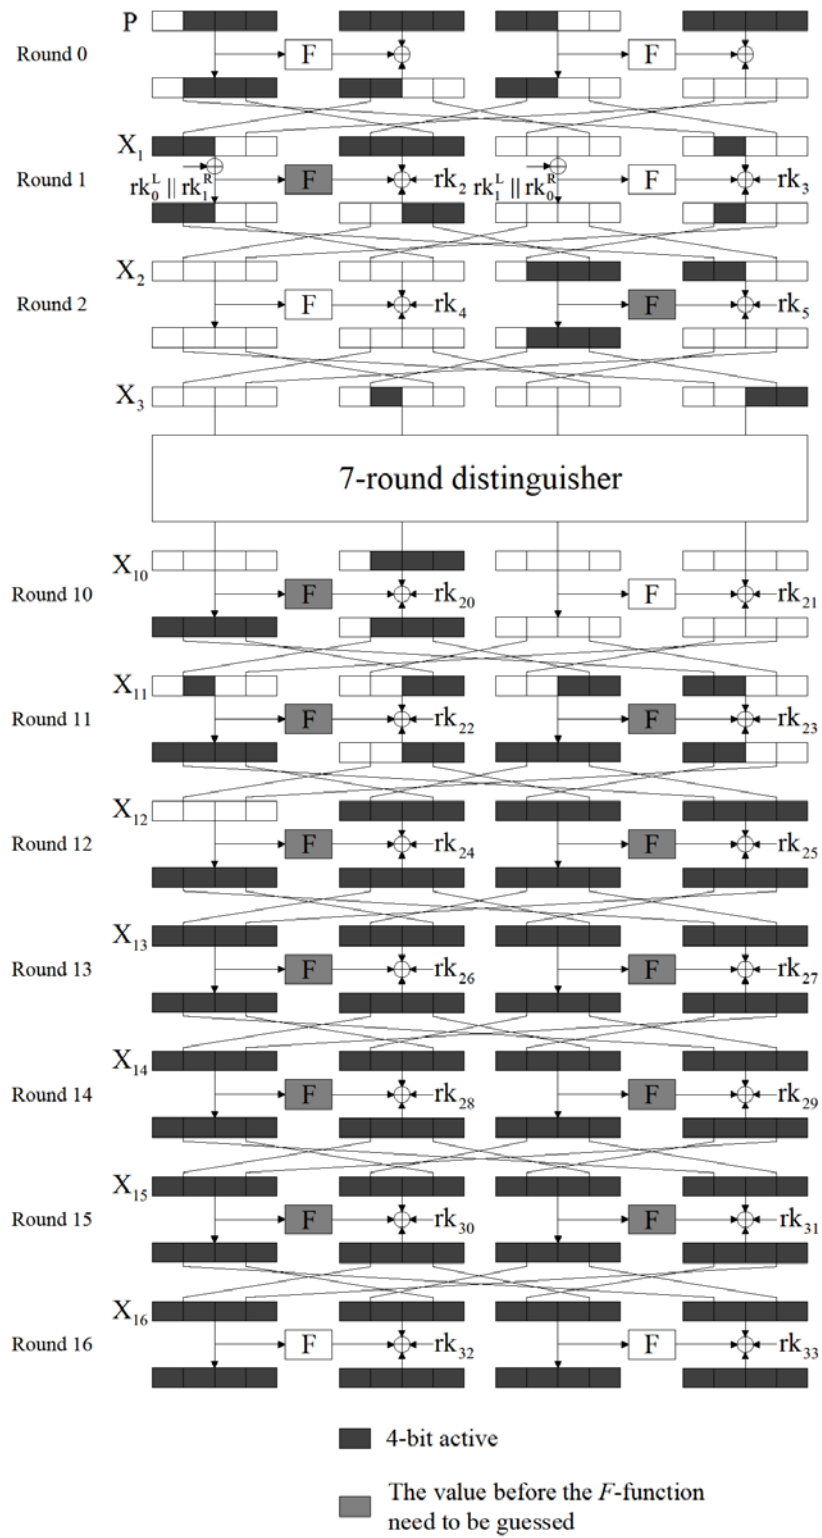 P
Round 0 F F
X₁
Round 1 rk₀ᴸ || rk₁ᴿ F rk₂ rk₁ᴸ || rk₀ᴿ F rk₃
X₂
Round 2 F rk₄ F rk₅
X₃
7-round distinguisher
X₁₀
Round 10 F rk₂₀ F rk₂₁
X₁₁
Round 11 F rk₂₂ F rk₂₃
X₁₂
Round 12 F rk₂₄ F rk₂₅
X₁₃
Round 13 F rk₂₆ F rk₂₇
X₁₄
Round 14 F rk₂₈ F rk₂₉
X₁₅
Round 15 F rk₃₀ F rk₃₁
X₁₆
Round 16 F rk₃₂ F rk₃₃
4-bit active
The value before the F-function
need to be guessed